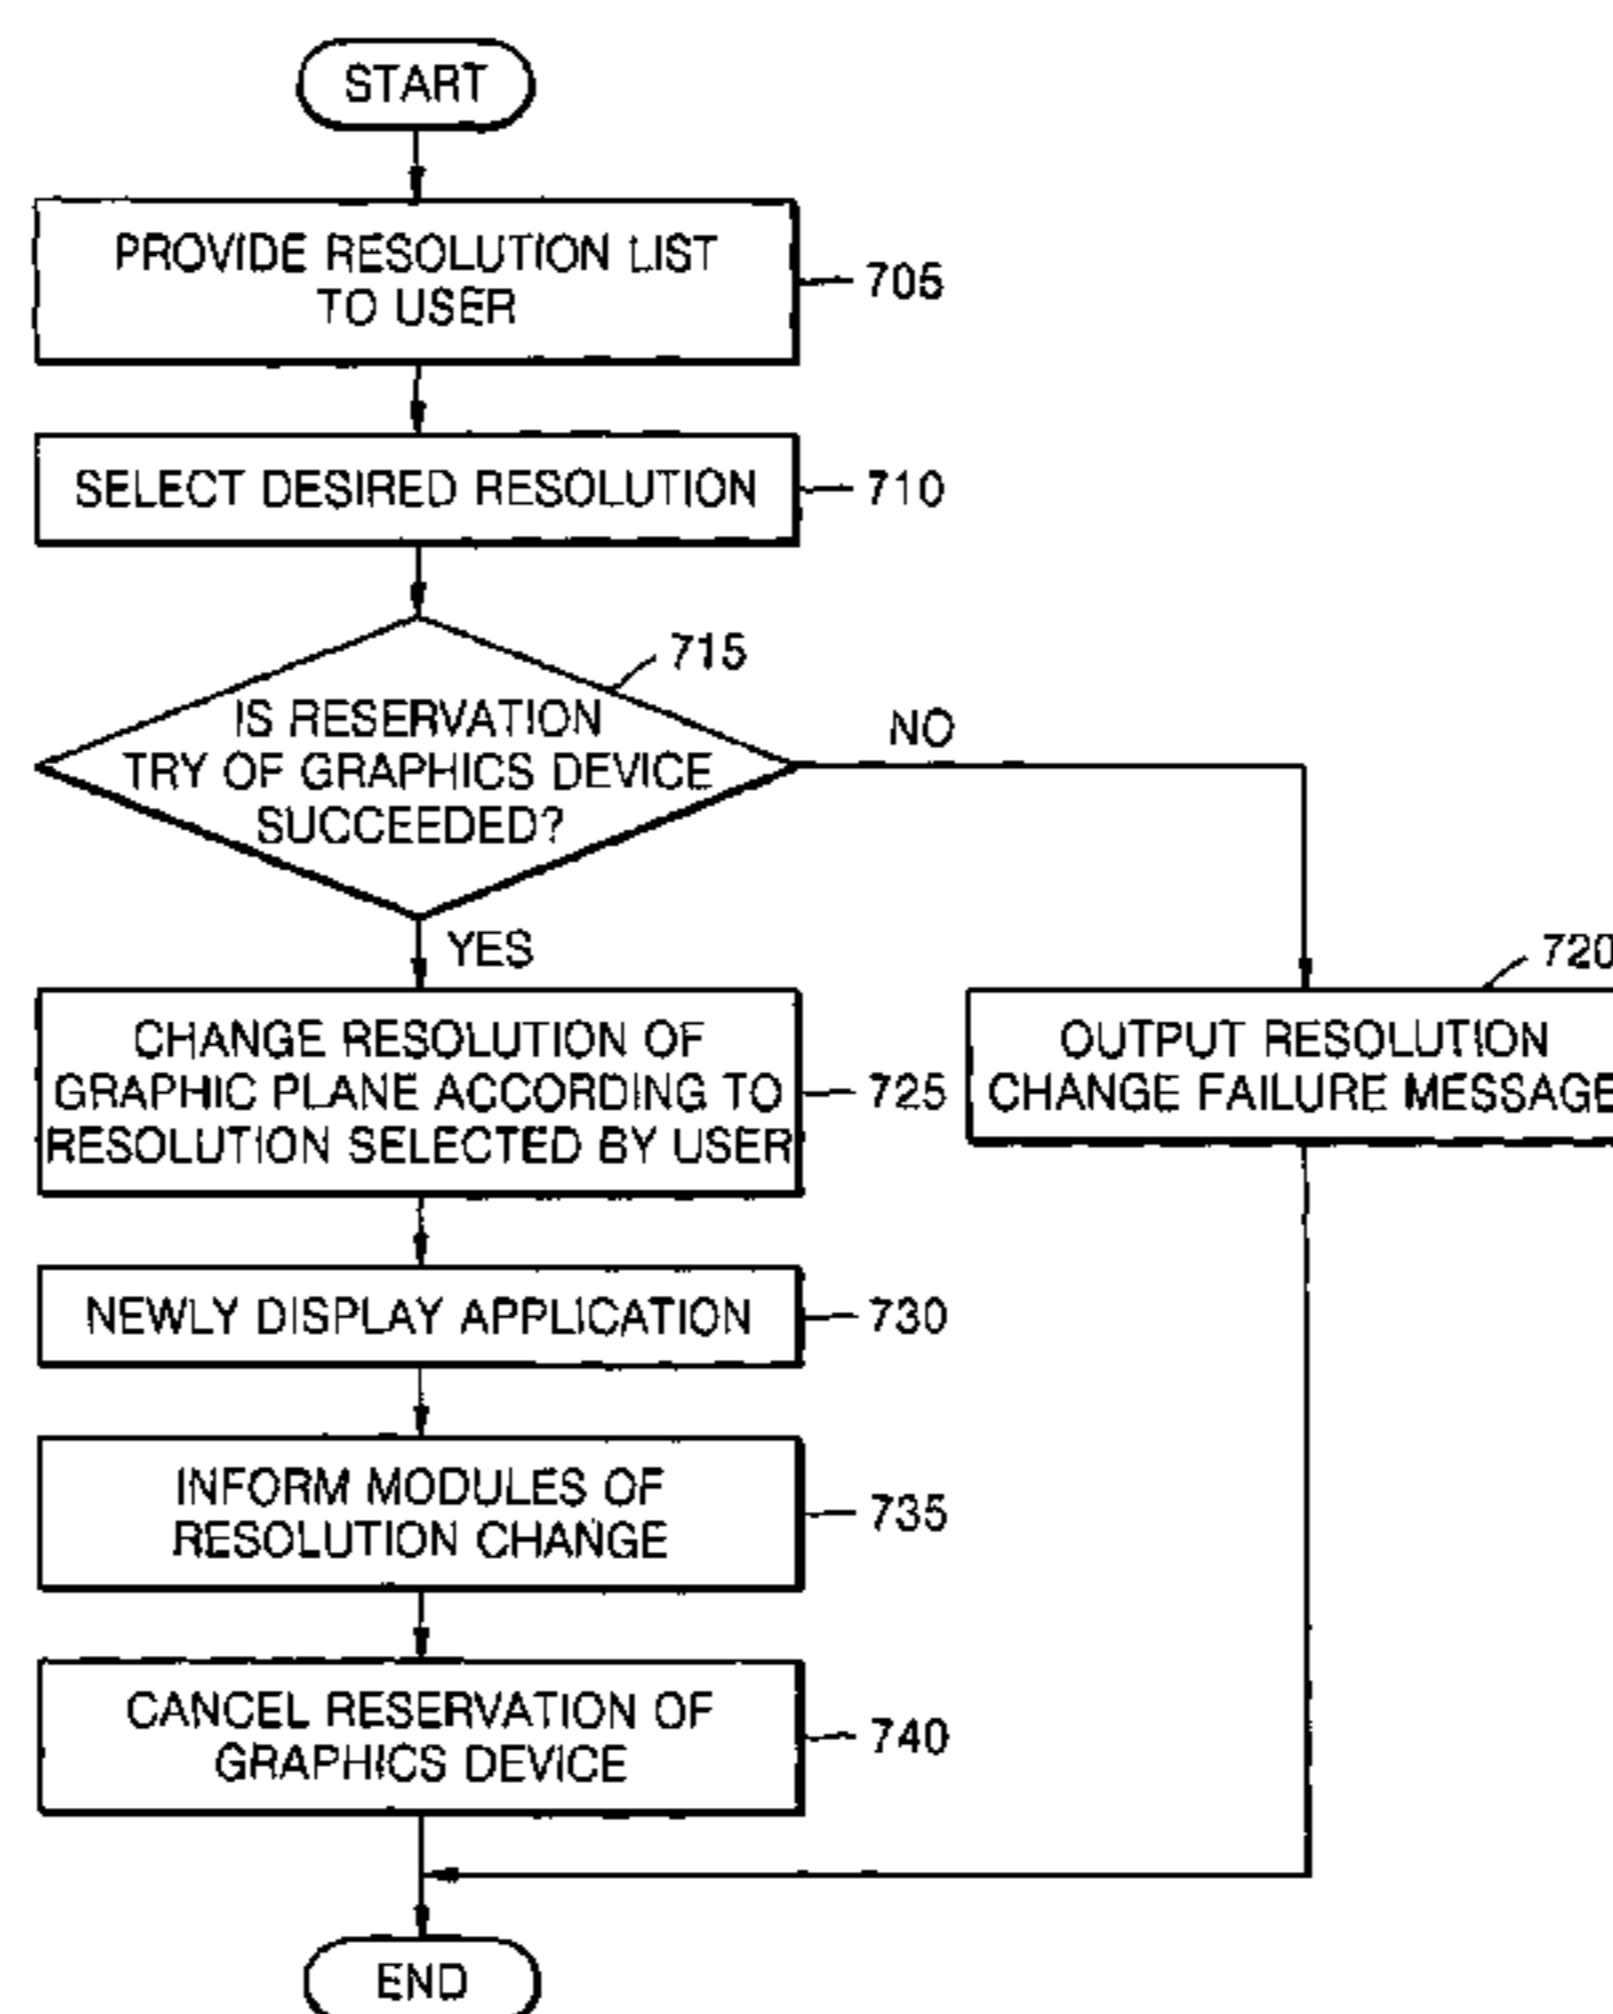 START
PROVIDE RESOLUTION LIST
TO USER
705
SELECT DESIRED RESOLUTION
710
715
IS RESERVATION
TRY OF GRAPHICS DEVICE
SUCCEEDED?
NO
YES
720
CHANGE RESOLUTION OF
GRAPHIC PLANE ACCORDING TO
RESOLUTION SELECTED BY USER
725
OUTPUT RESOLUTION
CHANGE FAILURE MESSAGE
NEWLY DISPLAY APPLICATION
730
INFORM MODULES OF
RESOLUTION CHANGE
735
CANCEL RESERVATION OF
GRAPHICS DEVICE
740
END